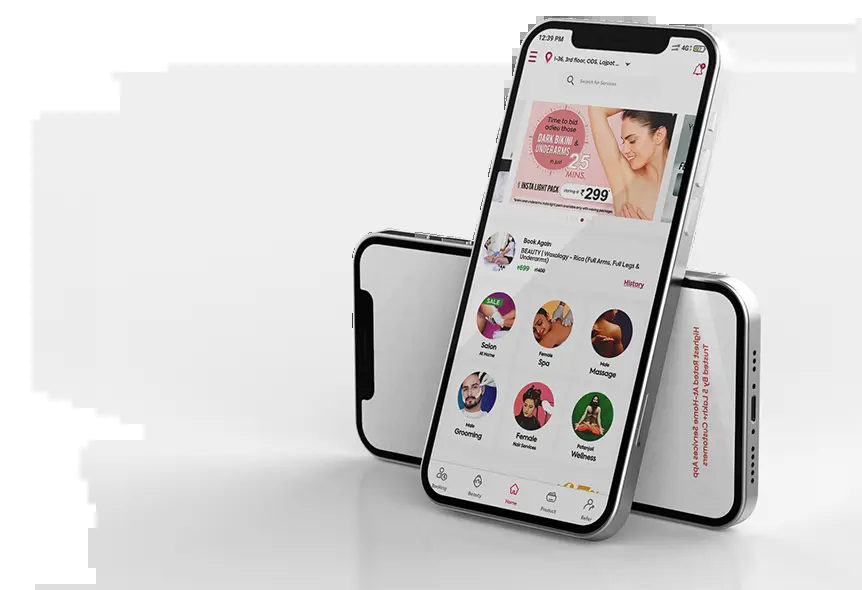 12:39 PM
4G
I-36, 3rd floor, ODS, Lajpat ...
Search for Services
Time to bid
adieu those
DARK BIKINI &
UNDERARMS
in just 25
MINS.
INSTA LIGHT PACK
Starting @ ₹299
Book Again
BEAUTY | Waxology - Rica (Full Arms, Full Legs &
Underarms)
₹699 ₹1400
History
SALE
Salon
At Home
Female
Spa
Male
Massage
Male
Grooming
Female
Hair Services
Patanjali
Wellness
Booking
Beauty
Home
Product
Refer
Trusted By 5 Lakh+ Customers
Highest Rated At-Home Services App